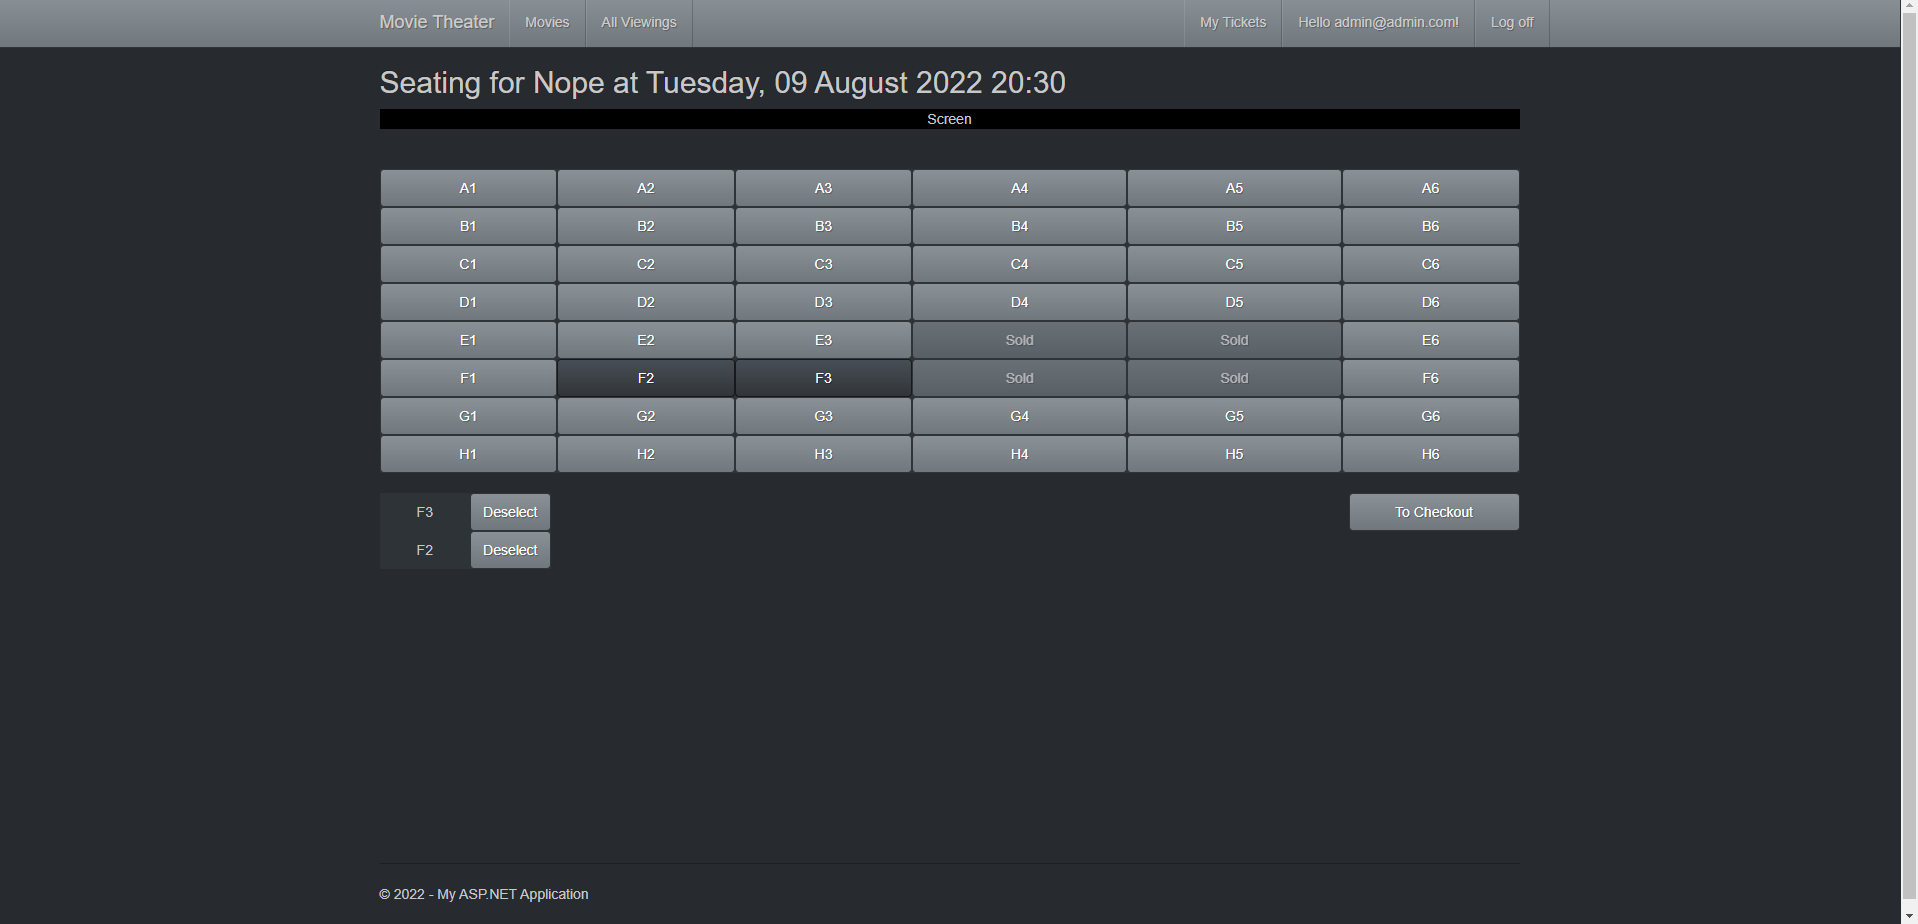 Movie Theater Movies All Viewings My Tickets Hello admin@admin.com! Log off
Seating for Nope at Tuesday, 09 August 2022 20:30
Screen
A1 A2 A3 A4 A5 A6
B1 B2 B3 B4 B5 B6
C1 C2 C3 C4 C5 C6
D1 D2 D3 D4 D5 D6
E1 E2 E3 Sold Sold E6
F1 F2 F3 Sold Sold F6
G1 G2 G3 G4 G5 G6
H1 H2 H3 H4 H5 H6
F3 Deselect To Checkout
F2 Deselect
© 2022 - My ASP.NET Application